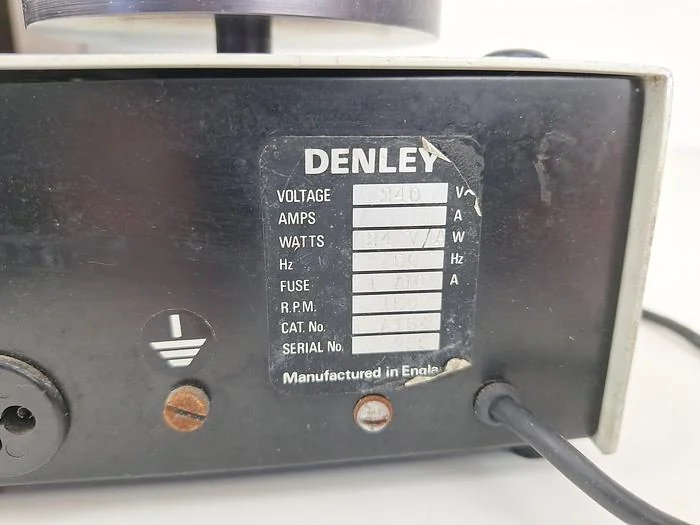 DENLEY
VOLTAGE 240 V~
AMPS A
WATTS W
Hz Hz
FUSE A
R.P.M.
CAT. No.
SERIAL No.
Manufactured in Engla